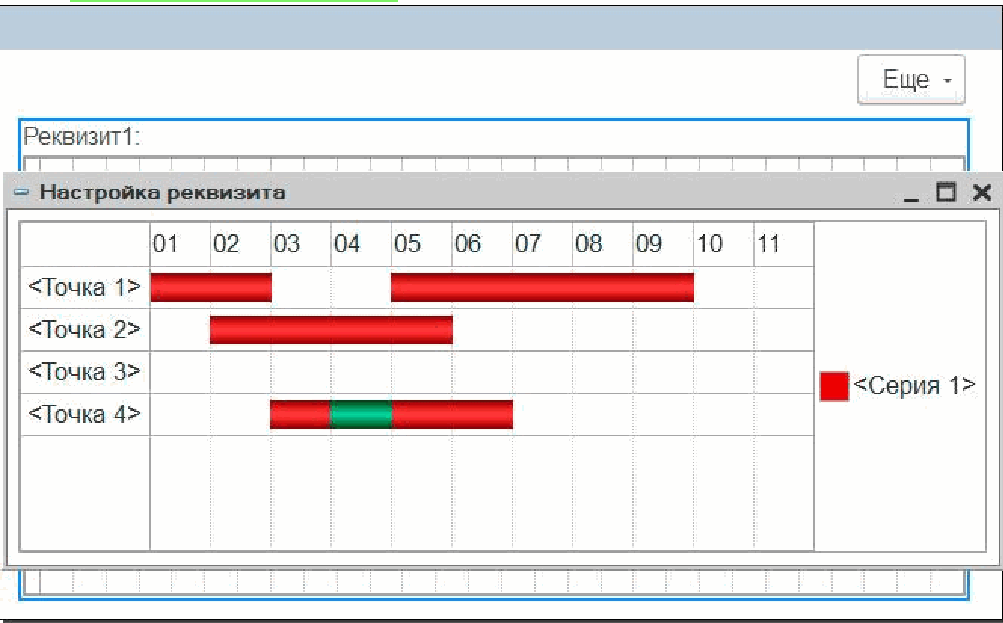 Еще
Реквизит1:
Настройка реквизита
01 02 03 04 05 06 07 08 09 10 11
<Точка 1>
<Точка 2>
<Точка 3>
<Точка 4>
<Серия 1>